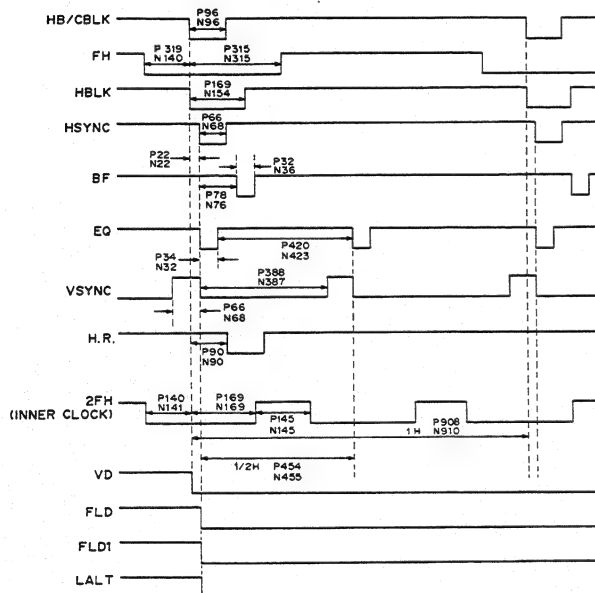 HB/CBLK
P96
N96
FH
P 319
N140
P315
N315
HBLK
P169
N154
HSYNC
P66
N68
P22
N22
P32
N36
BF
P78
N76
EQ
P420
N423
P34
N32
P388
N387
VSYNC
P66
N68
H.R.
P90
N90
2FH
(INNER CLOCK)
P140
N141
P169
N169
P145
N145
1H
P908
N910
1/2H
P454
N455
VD
FLD
FLD1
LALT